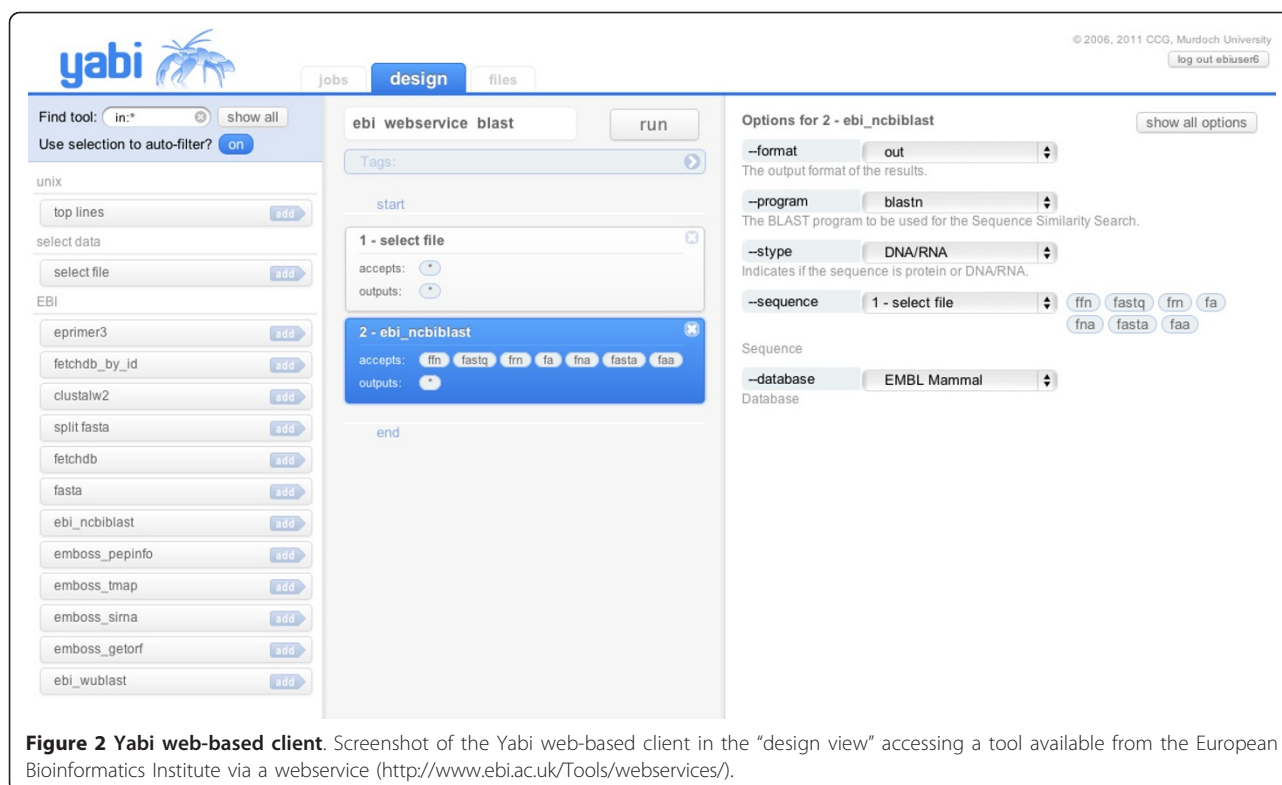 yabi
© 2006, 2011 CCG, Murdoch University
log out ebiuser6
jobs
design
files
Find tool: in:* show all
Use selection to auto-filter? on
unix
top lines add
select data
select file add
EBI
eprimer3 add
fetchdb_by_id add
clustalw2 add
split fasta add
fetchdb add
fasta add
ebi_ncbiblast add
emboss_pepinfo add
emboss_tmap add
emboss_sirna add
emboss_getorf add
ebi_wublast add
ebi webservice blast run
Tags:
start
1 - select file
accepts: *
outputs: *
2 - ebi_ncbiblast
accepts: ffn fastq frn fa fna fasta faa
outputs: *
end
Options for 2 - ebi_ncbiblast show all options
--format out
The output format of the results.
--program blastn
The BLAST program to be used for the Sequence Similarity Search.
--stype DNA/RNA
Indicates if the sequence is protein or DNA/RNA.
--sequence 1 - select file ffn fastq frn fa
fna fasta faa
Sequence
--database EMBL Mammal
Database
Figure 2 Yabi web-based client. Screenshot of the Yabi web-based client in the “design view” accessing a tool available from the European
Bioinformatics Institute via a webservice (http://www.ebi.ac.uk/Tools/webservices/).